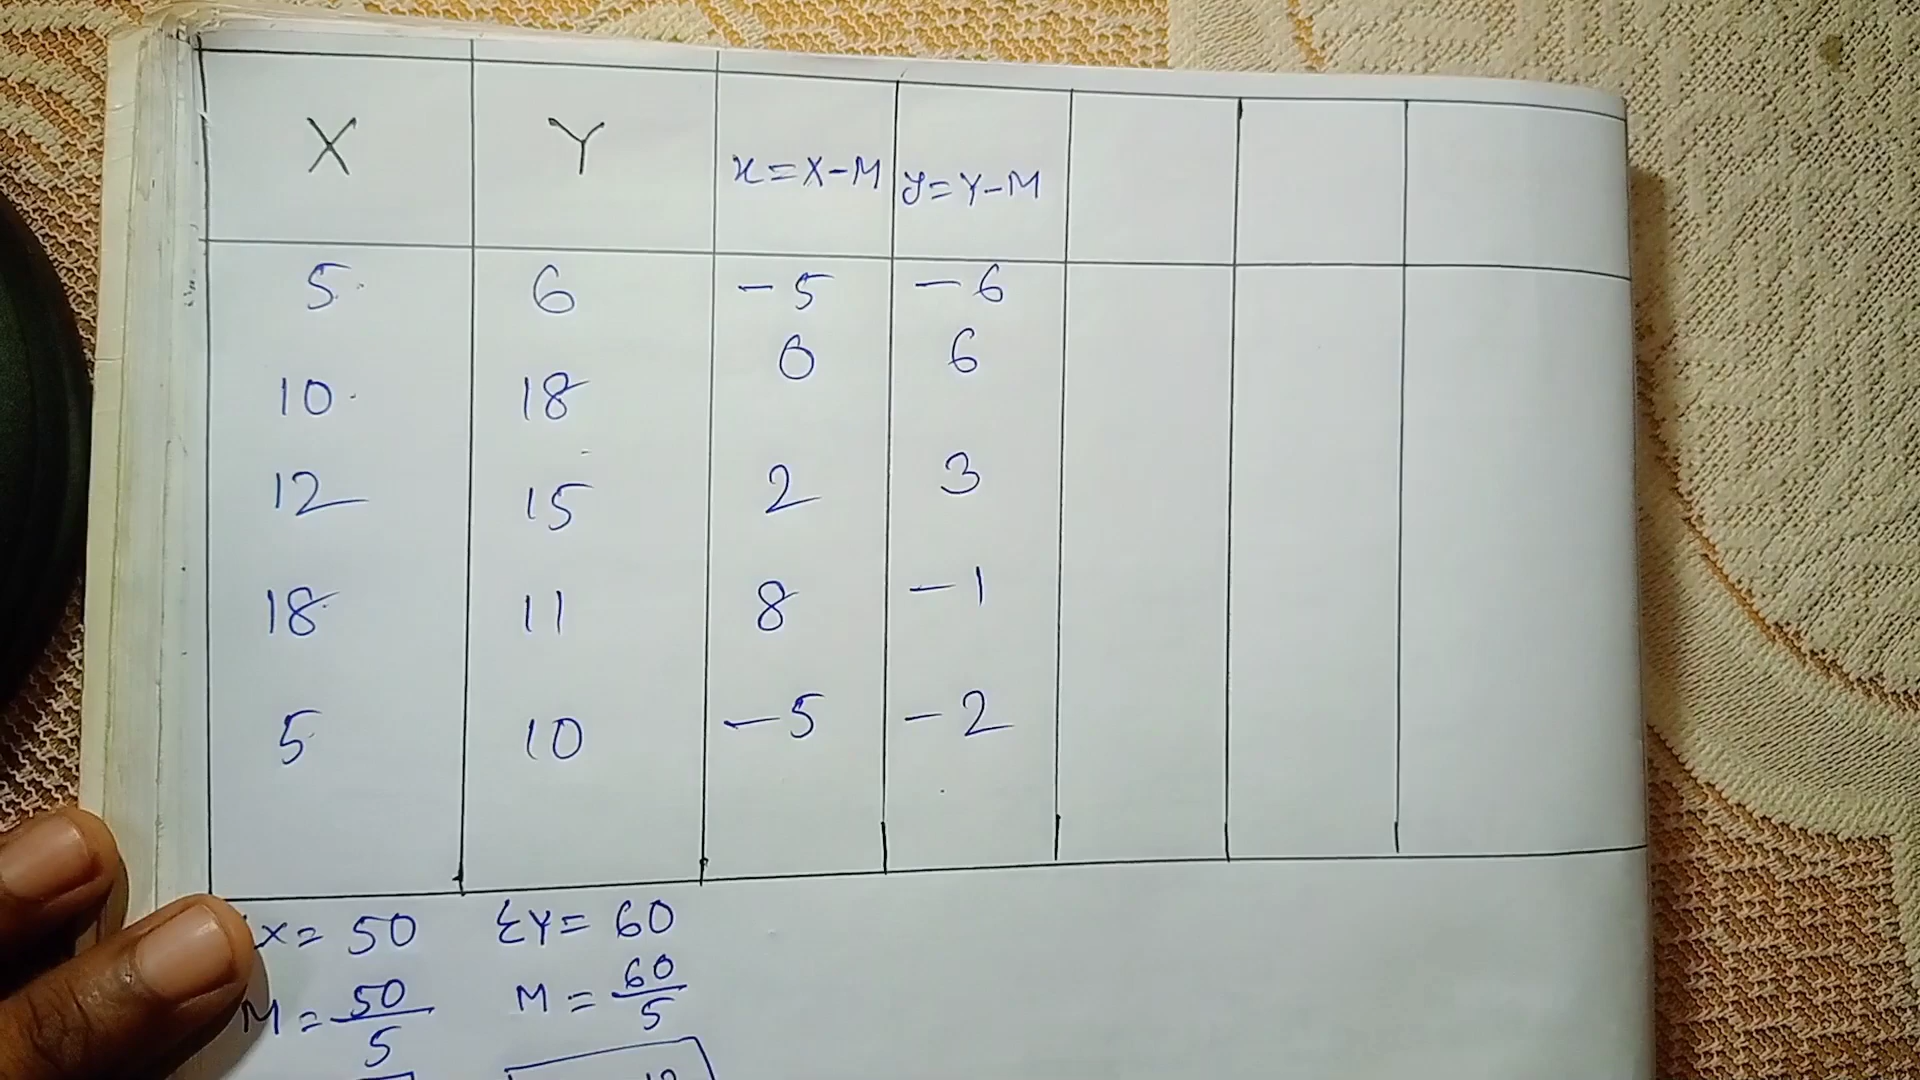 X Y x=X-M y=Y-M
5 6 -5 -6
10 18 0 6
12 15 2 3
18 11 8 -1
5 10 -5 -2
X= 50 ΣY= 60
M = 50/5 M = 60/5
12